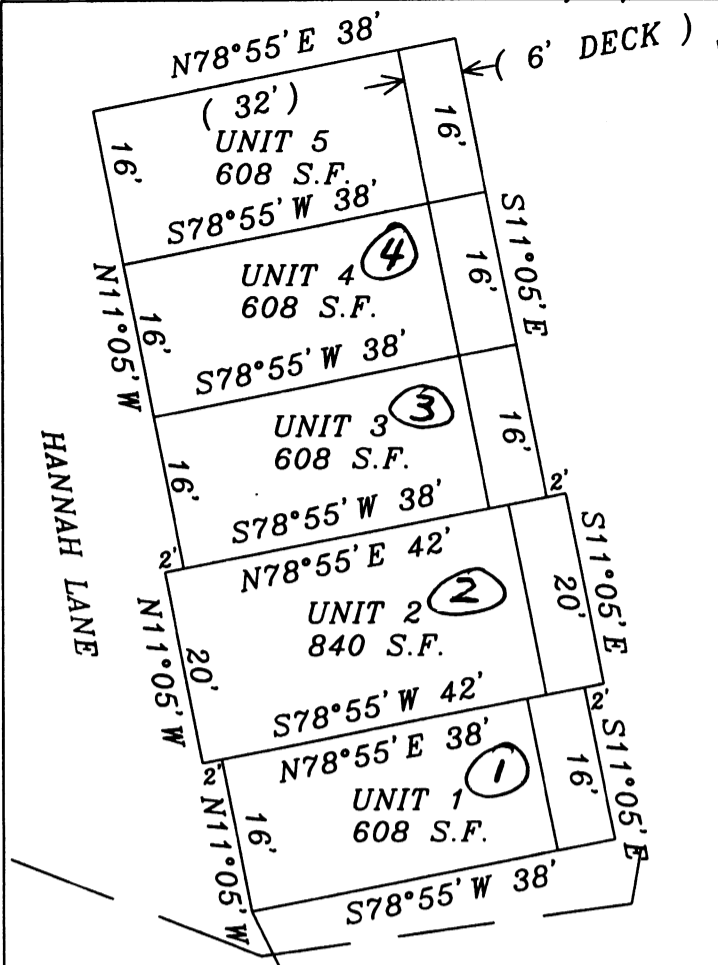 N78°55'E 38'
( 6' DECK )
( 32')
UNIT 5
608 S.F.
16'
16'
S78°55'W 38'
S11°05'E
UNIT 4 4
608 S.F.
16'
16'
N11°05'W
S78°55'W 38'
UNIT 3 3
608 S.F.
16'
16'
HANNAH LANE
S78°55'W 38'
2'
2'
N78°55'E 42'
UNIT 2 2
840 S.F.
20'
20'
N11°05'W
S11°05'E
S78°55'W 42'
2'
2'
N78°55'E 38'
UNIT 1 1
608 S.F.
16'
16'
N11°05'W
S11°05'E
S78°55'W 38'